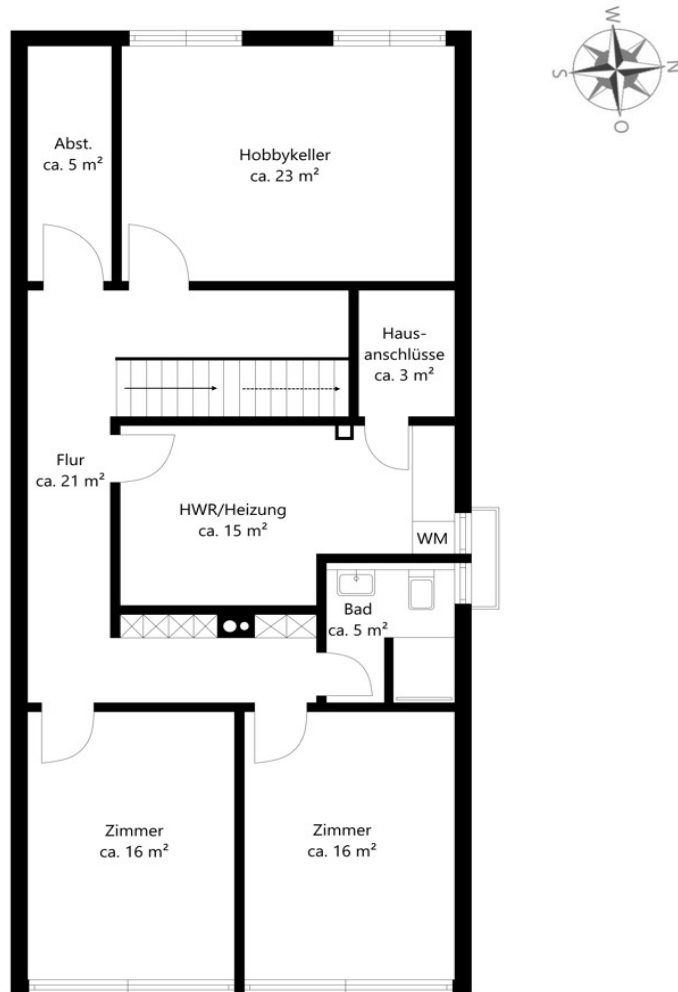 W
S
N
O
Abst.
ca. 5 m²
Hobbykeller
ca. 23 m²
Haus-
anschlüsse
ca. 3 m²
Flur
ca. 21 m²
HWR/Heizung
ca. 15 m²
WM
Bad
ca. 5 m²
Zimmer
ca. 16 m²
Zimmer
ca. 16 m²